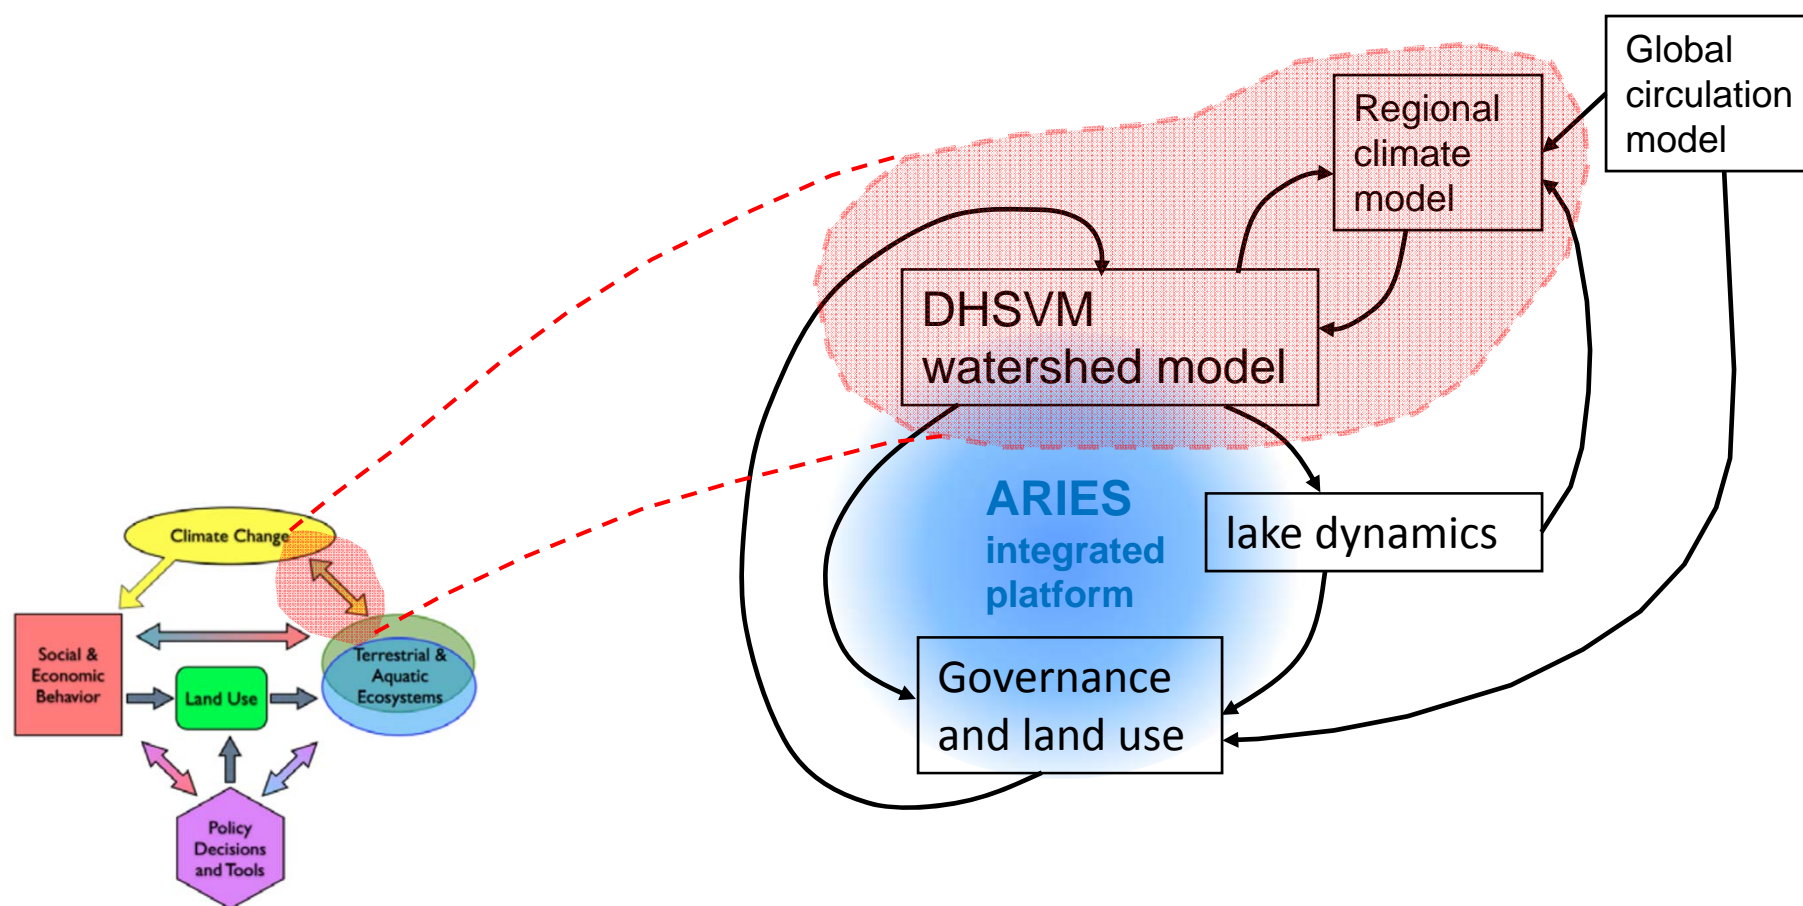 Global
circulation
model
Regional
climate
model
DHSVM
watershed model
ARIES
integrated
platform
lake dynamics
Governance
and land use
Climate Change
Social &
Economic
Behavior
Land Use
Terrestrial &
Aquatic
Ecosystems
Policy
Decisions
and Tools